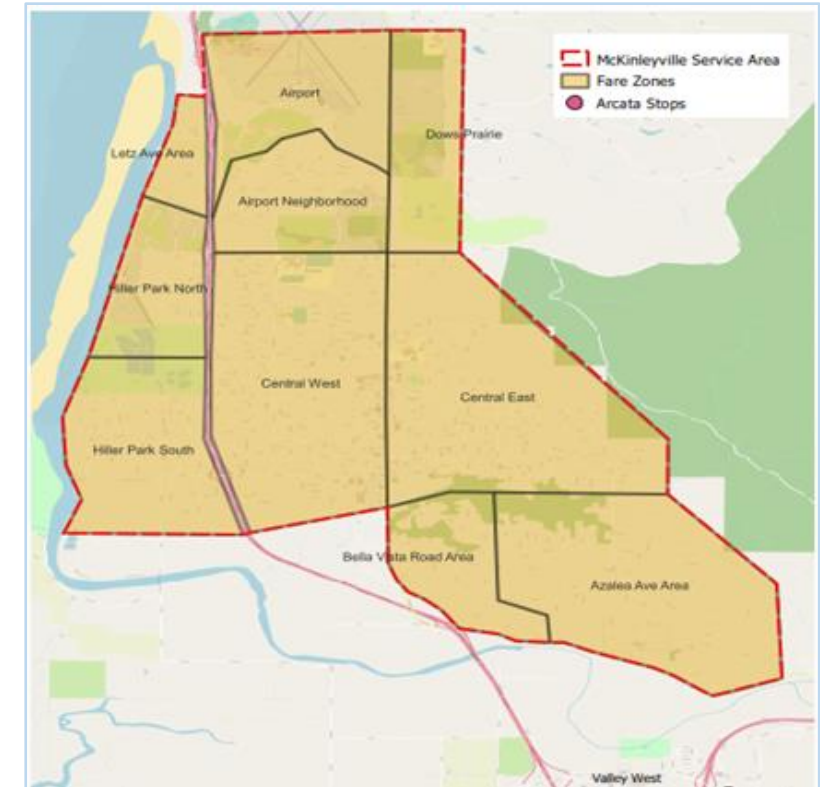 McKinleyville Service Area
Fare Zones
Arcata Stops
Airport
Dows Prairie
Letz Ave Area
Airport Neighborhood
Hiller Park North
Central West
Central East
Hiller Park South
Bella Vista Road Area
Azalea Ave Area
Valley West